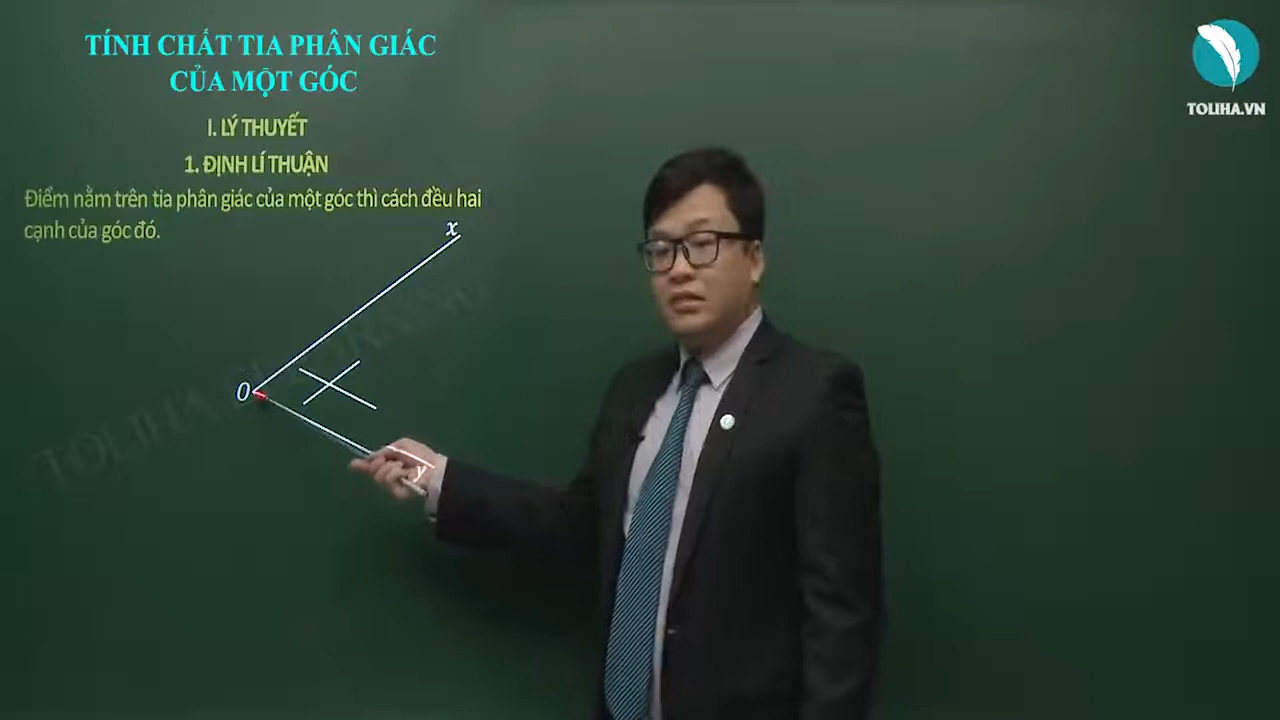 TÍNH CHẤT TIA PHÂN GIÁC
CỦA MỘT GÓC
I. LÝ THUYẾT
1. ĐỊNH LÍ THUẬN
Điểm nằm trên tia phân giác của một góc thì cách đều hai
cạnh của góc đó.
x
O
y
TOLIHA.VN
TOLIHA